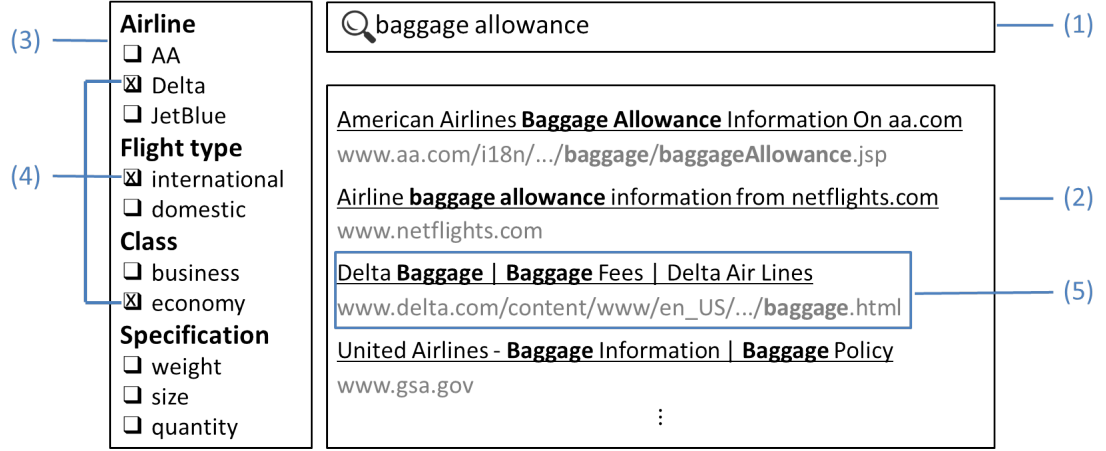 (3)
Airline
AA
Delta
JetBlue
Flight type
(4)
international
domestic
Class
business
economy
Specification
weight
size
quantity
baggage allowance
(1)
American Airlines Baggage Allowance Information On aa.com
www.aa.com/i18n/.../baggage/baggageAllowance.jsp
Airline baggage allowance information from netflights.com
(2)
www.netflights.com
Delta Baggage | Baggage Fees | Delta Air Lines
(5)
www.delta.com/content/www/en_US/.../baggage.html
United Airlines - Baggage Information | Baggage Policy
www.gsa.gov
⋮